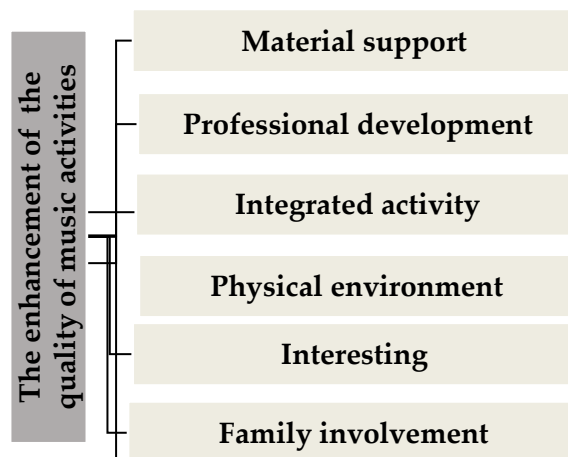 The enhancement of the
quality of music activities
Material support
Professional development
Integrated activity
Physical environment
Interesting
Family involvement